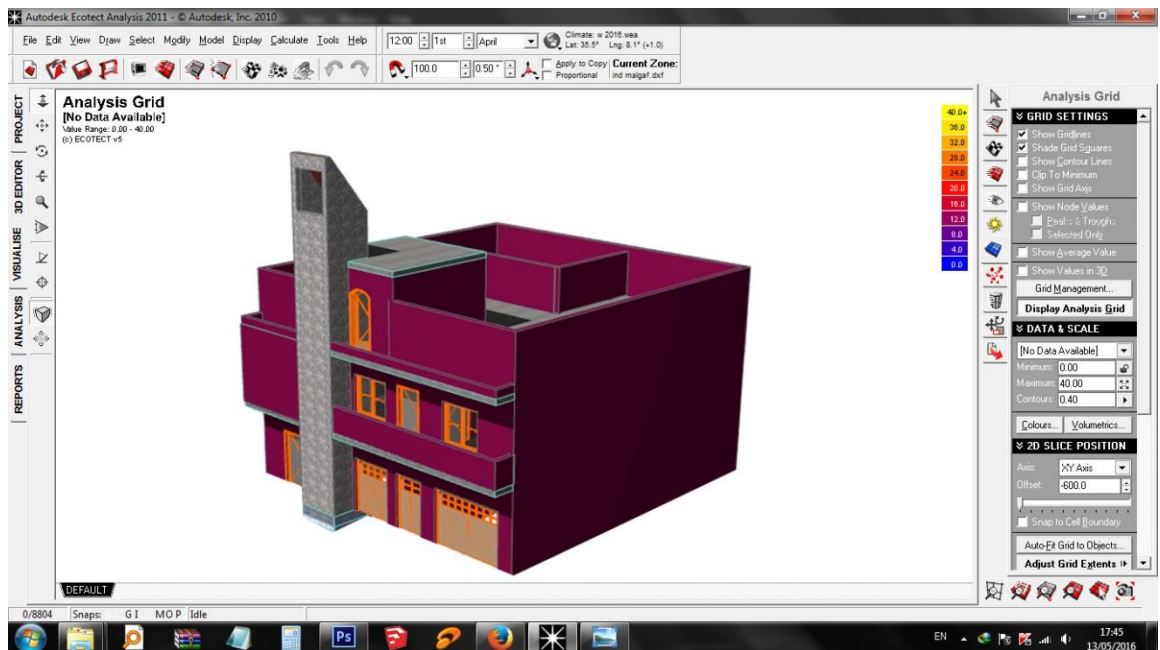 Autodesk Ecotect Analysis 2011 - © Autodesk, Inc. 2010
File Edit View Draw Select Modify Model Display Calculate Tools Help
12:00 1st April
Climate: w 2016.wea
Lat: 35.5° Lng: 8.1° (+1.0)
100.0 0.50 °
Apply to Copy
Proportional
Current Zone:
ind malgaf.dxf
PROJECT
3D EDITOR
VISUALISE
ANALYSIS
REPORTS
Analysis Grid
[No Data Available]
Value Range: 0.00 - 40.00
(c) ECOTECT v5
40.0+
36.0
32.0
28.0
24.0
20.0
16.0
12.0
8.0
4.0
0.0
Analysis Grid
GRID SETTINGS
Show Gridlines
Shade Grid Squares
Show Contour Lines
Clip To Minimum
Show Grid Axis
Show Node Values
Peaks & Troughs
Selected Only
Show Average Value
Show Values in 3D
Grid Management...
Display Analysis Grid
DATA & SCALE
[No Data Available]
Minimum: 0.00
Maximum: 40.00
Contours: 0.40
Colours... Volumetrics...
2D SLICE POSITION
Axis: XY Axis
Offset: -600.0
Snap to Cell Boundary
Auto-Fit Grid to Objects...
Adjust Grid Extents
DEFAULT
0/8804 Snaps: G I M O P Idle
Ps
EN
17:45
13/05/2016